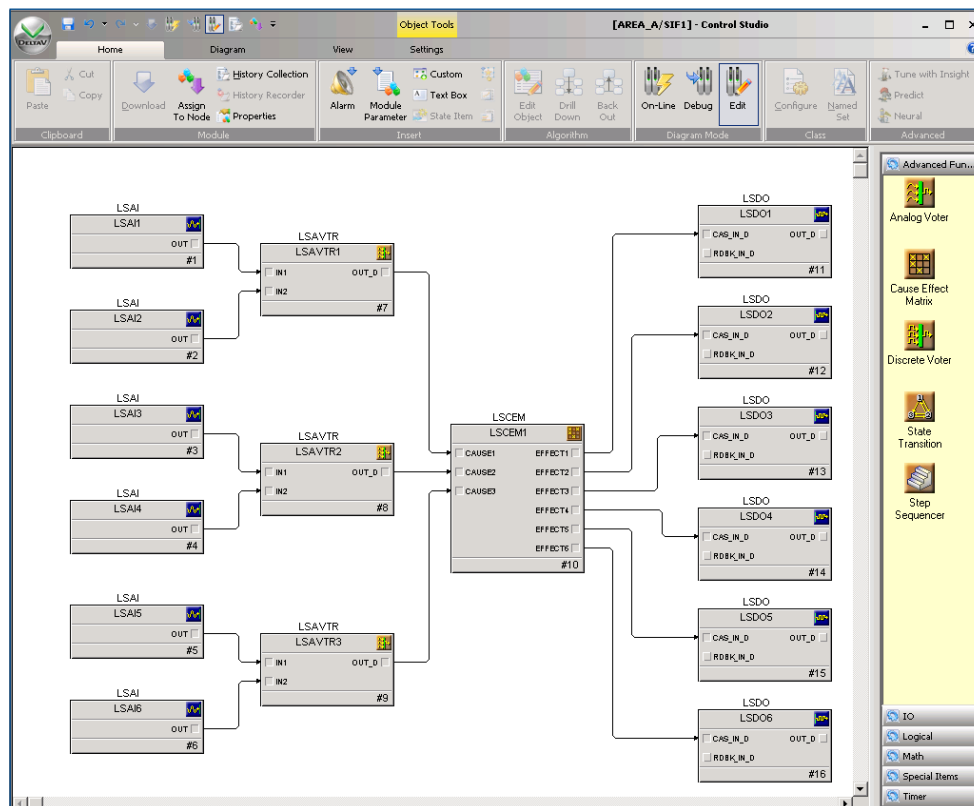 DELTAV
Object Tools
[AREA_A/SIF1] - Control Studio
Home
Diagram
View
Settings
Paste
Cut
Copy
Clipboard
Download
Assign To Node
History Collection
History Recorder
Properties
Module
Alarm
Module Parameter
Custom
Text Box
State Item
Insert
Edit Object
Drill Down
Back Out
Algorithm
On-Line
Debug
Edit
Diagram Mode
Configure
Named Set
Class
Tune with Insight
Predict
Neural
Advanced
LSAI
LSAI1
OUT
#1
LSAI
LSAI2
OUT
#2
LSAVTR
LSAVTR1
IN1 OUT_D
IN2
#7
LSAI
LSAI3
OUT
#3
LSAI
LSAI4
OUT
#4
LSAVTR
LSAVTR2
IN1 OUT_D
IN2
#8
LSAI
LSAI5
OUT
#5
LSAI
LSAI6
OUT
#6
LSAVTR
LSAVTR3
IN1 OUT_D
IN2
#9
LSCEM
LSCEM1
CAUSE1 EFFECT1
CAUSE2 EFFECT2
CAUSE3 EFFECT3
EFFECT4
EFFECT5
EFFECT6
#10
LSDO
LSDO1
CAS_IN_D OUT_D
RDBK_IN_D
#11
LSDO
LSDO2
CAS_IN_D OUT_D
RDBK_IN_D
#12
LSDO
LSDO3
CAS_IN_D OUT_D
RDBK_IN_D
#13
LSDO
LSDO4
CAS_IN_D OUT_D
RDBK_IN_D
#14
LSDO
LSDO5
CAS_IN_D OUT_D
RDBK_IN_D
#15
LSDO
LSDO6
CAS_IN_D OUT_D
RDBK_IN_D
#16
Advanced Fun...
Analog Voter
Cause Effect
Matrix
Discrete Voter
State
Transition
Step
Sequencer
IO
Logical
Math
Special Items
Timer